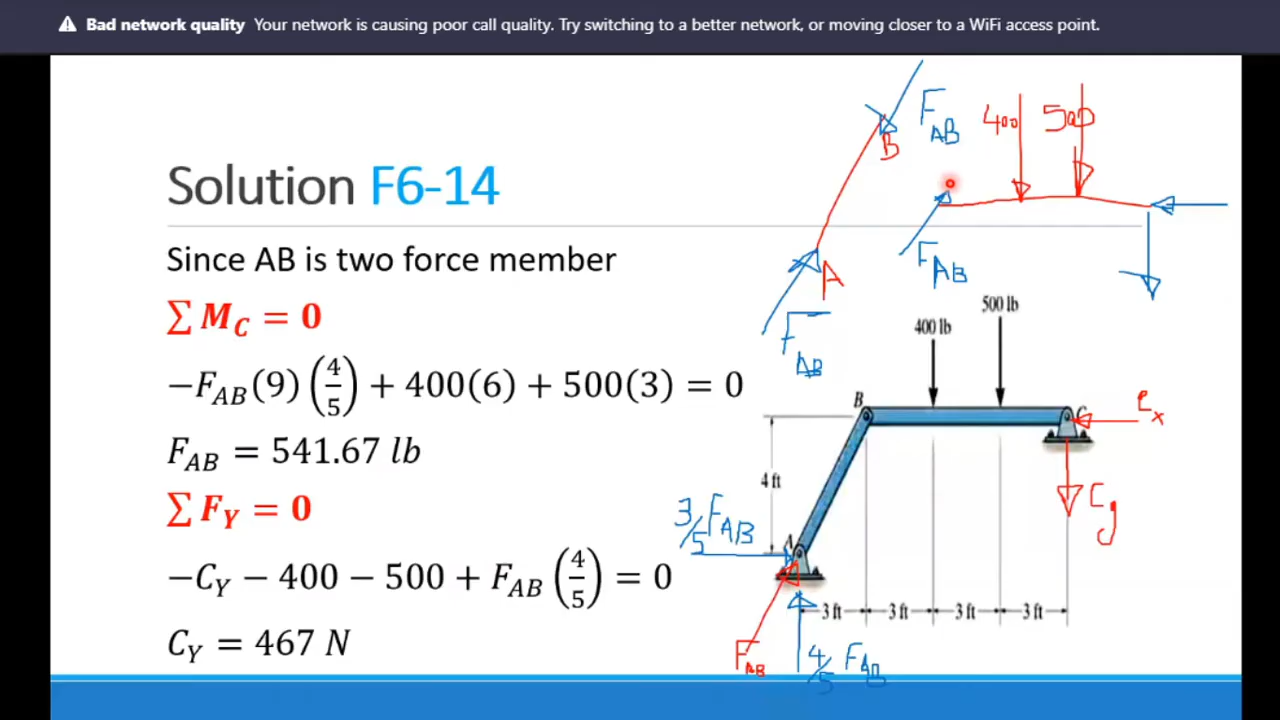 Bad network quality Your network is causing poor call quality. Try switching to a better network, or moving closer to a WiFi access point.
Solution F6-14
Since AB is two force member
∑ M_C = 0
−F_AB(9)(4/5) + 400(6) + 500(3) = 0
F_AB = 541.67 lb
∑ F_Y = 0
−C_Y − 400 − 500 + F_AB(4/5) = 0
C_Y = 467 N
F_AB
B
A
F_AB
400
500
F_AB
400 lb
500 lb
B
C
C_x
4 ft
3/5 F_AB
A
C_y
3 ft 3 ft 3 ft 3 ft
F_AB
4/5 F_AB